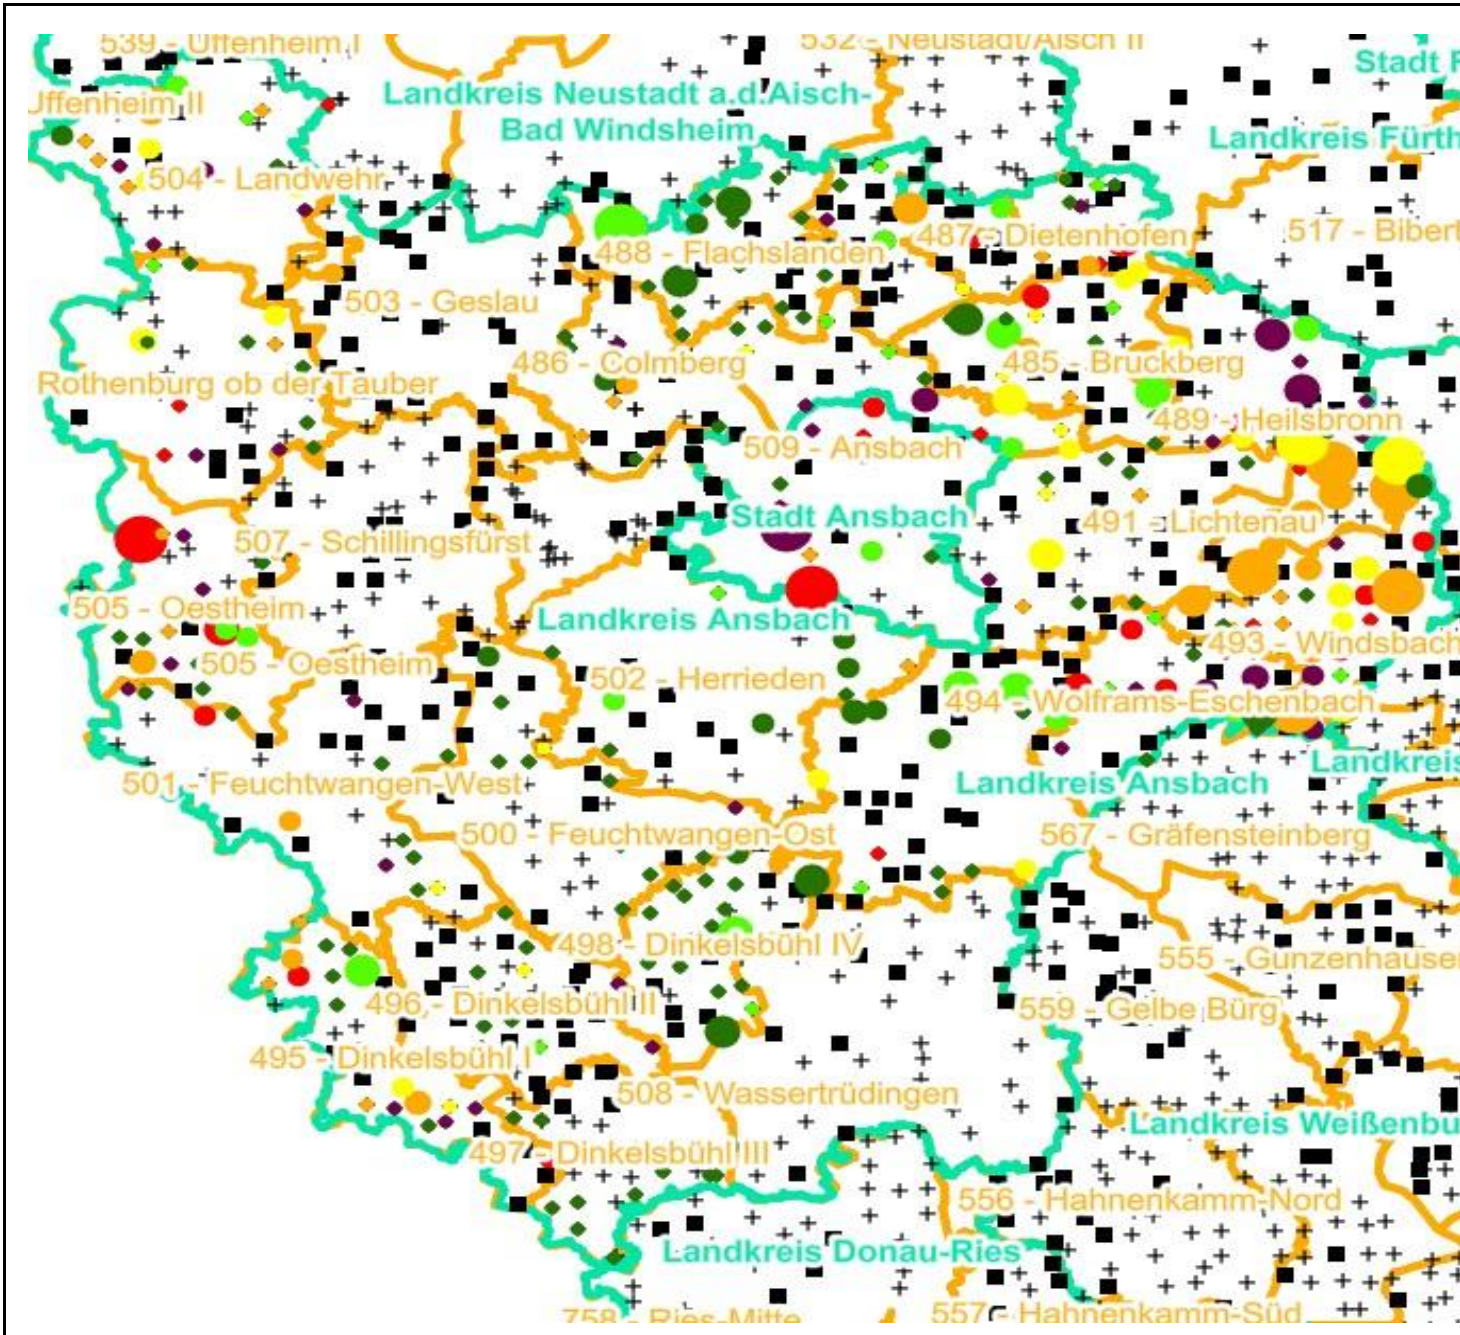 539 - Uffenheim I
532 - Neustadt/Aisch II
Stadt F
Uffenheim II
Landkreis Neustadt a.d.Aisch-
Bad Windsheim
Landkreis Fürth
504 - Landwehr
488 - Flachslanden
487 - Dietenhofen
517 - Bibert
503 - Geslau
486 - Colmberg
485 - Bruckberg
Rothenburg ob der Tauber
489 - Heilsbronn
509 - Ansbach
Stadt Ansbach
491 - Lichtenau
507 - Schillingsfürst
505 - Oestheim
Landkreis Ansbach
493 - Windsbach
505 - Oestheim
502 - Herrieden
494 - Wolframs-Eschenbach
Landkreis
501 - Feuchtwangen-West
Landkreis Ansbach
500 - Feuchtwangen-Ost
567 - Gräfensteinberg
498 - Dinkelsbühl IV
555 - Gunzenhausen
496 - Dinkelsbühl II
559 - Gelbe Bürg
495 - Dinkelsbühl I
508 - Wassertrüdingen
Landkreis Weißenbu
497 - Dinkelsbühl III
556 - Hahnenkamm-Nord
Landkreis Donau-Ries
758 - Ries-Mitte
557 - Hahnenkamm-Süd